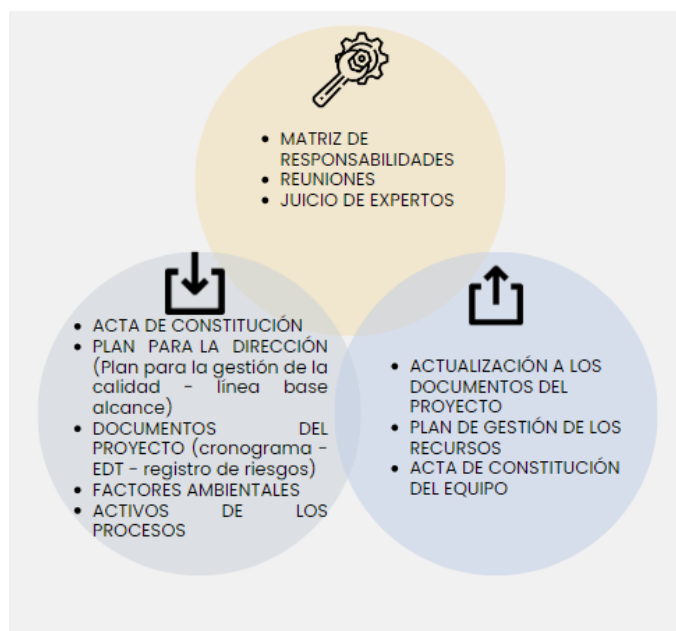 • MATRIZ DE
RESPONSABILIDADES
• REUNIONES
• JUICIO DE EXPERTOS
• ACTA DE CONSTITUCIÓN
• PLAN PARA LA DIRECCIÓN
(Plan para la gestión de la
calidad - línea base
alcance)
• DOCUMENTOS DEL
PROYECTO (cronograma -
EDT - registro de riesgos)
• FACTORES AMBIENTALES
• ACTIVOS DE LOS
PROCESOS
• ACTUALIZACIÓN A LOS
DOCUMENTOS DEL
PROYECTO
• PLAN DE GESTIÓN DE LOS
RECURSOS
• ACTA DE CONSTITUCIÓN
DEL EQUIPO